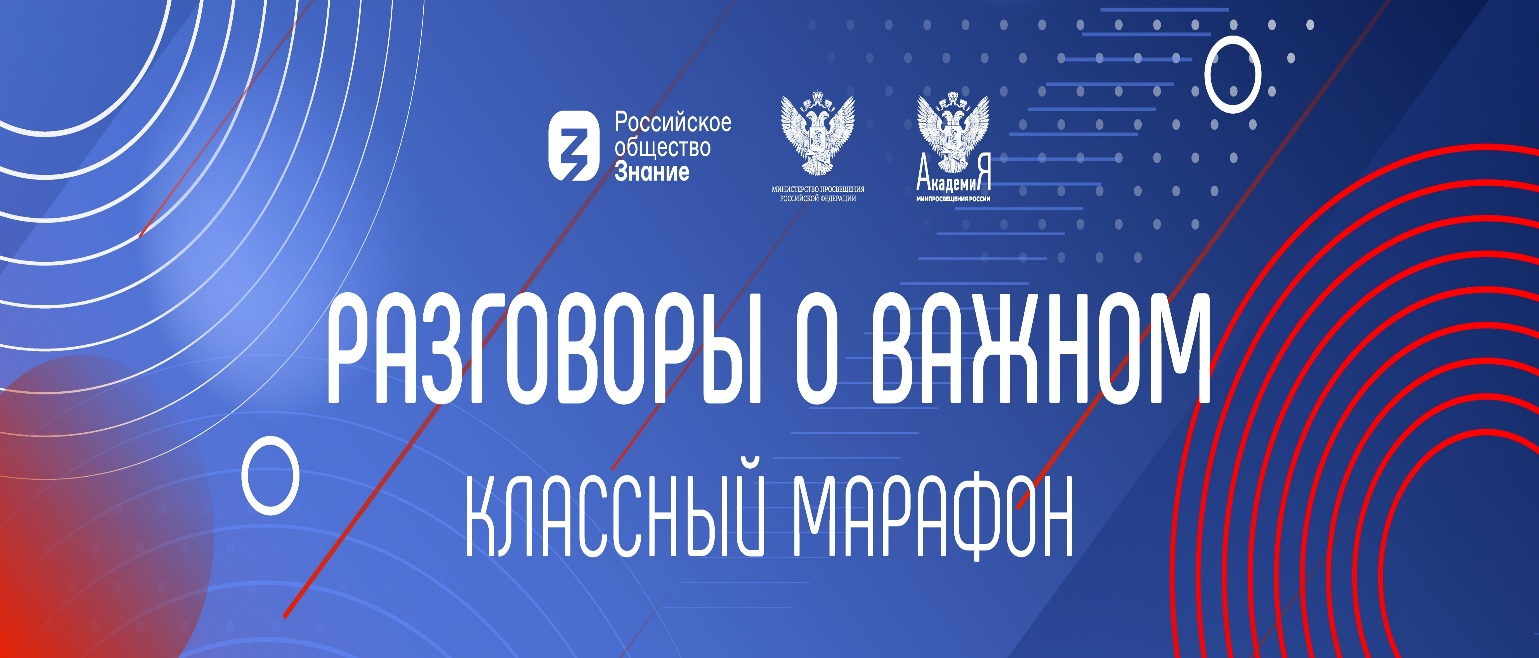 Российское
общество
Знание
МИНИСТЕРСТВО ПРОСВЕЩЕНИЯ
РОССИЙСКОЙ ФЕДЕРАЦИИ
АкадемиЯ
МИНПРОСВЕЩЕНИЯ РОССИИ
РАЗГОВОРЫ О ВАЖНОМ
КЛАССНЫЙ МАРАФОН